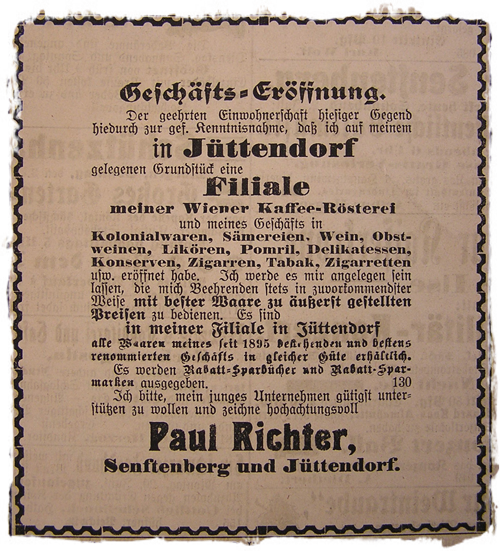 Geschäfts-Eröffnung.
Der geehrten Einwohnerschaft hiesiger Gegend
hiedurch zur gef. Kenntnisnahme, daß ich auf meinem
in Jüttendorf
gelegenen Grundstück eine
Filiale
meiner Wiener Kaffee-Rösterei
und meines Geschäfts in
Kolonialwaren, Sämereien, Wein, Obst-
weinen, Likören, Pomril, Delikatessen,
Konserven, Zigarren, Tabak, Zigarretten
usw. eröffnet habe. Ich werde es mir angelegen sein
lassen, die mich Beehrenden stets in zuvorkommendster
Weise mit bester Waare zu äußerst gestellten
Preisen zu bedienen. Es sind
in meiner Filiale in Jüttendorf
alle Waaren meines seit 1895 bestehenden und bestens
renommierten Geschäfts in gleicher Güte erhältlich.
Es werden Rabatt-Sparbücher und Rabatt-Spar-
marken ausgegeben. 130
Ich bitte, mein junges Unternehmen gütigst unter-
stützen zu wollen und zeichne hochachtungsvoll
Paul Richter,
Senftenberg und Jüttendorf.